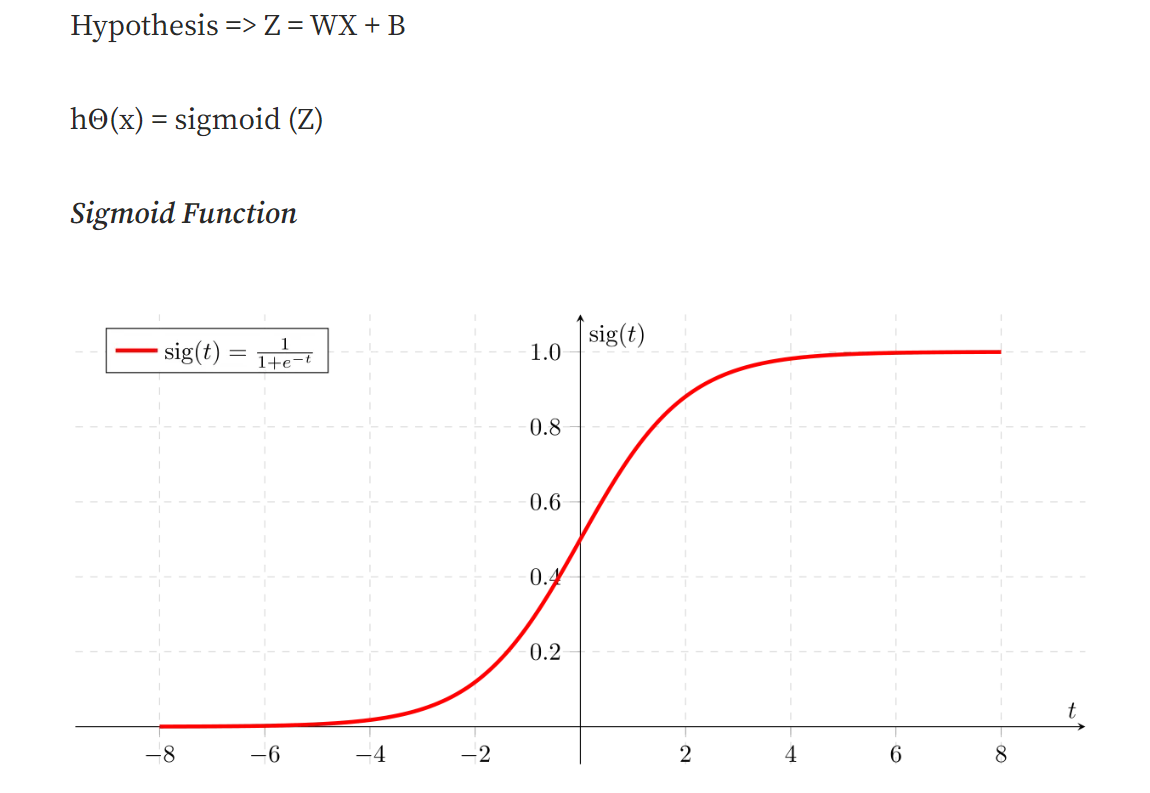 Hypothesis => Z = WX + B
hΘ(x) = sigmoid (Z)
Sigmoid Function
sig(t) = 1/1+e^−t
sig(t)
1.0
0.8
0.6
0.4
0.2
t
−8 −6 −4 −2 2 4 6 8